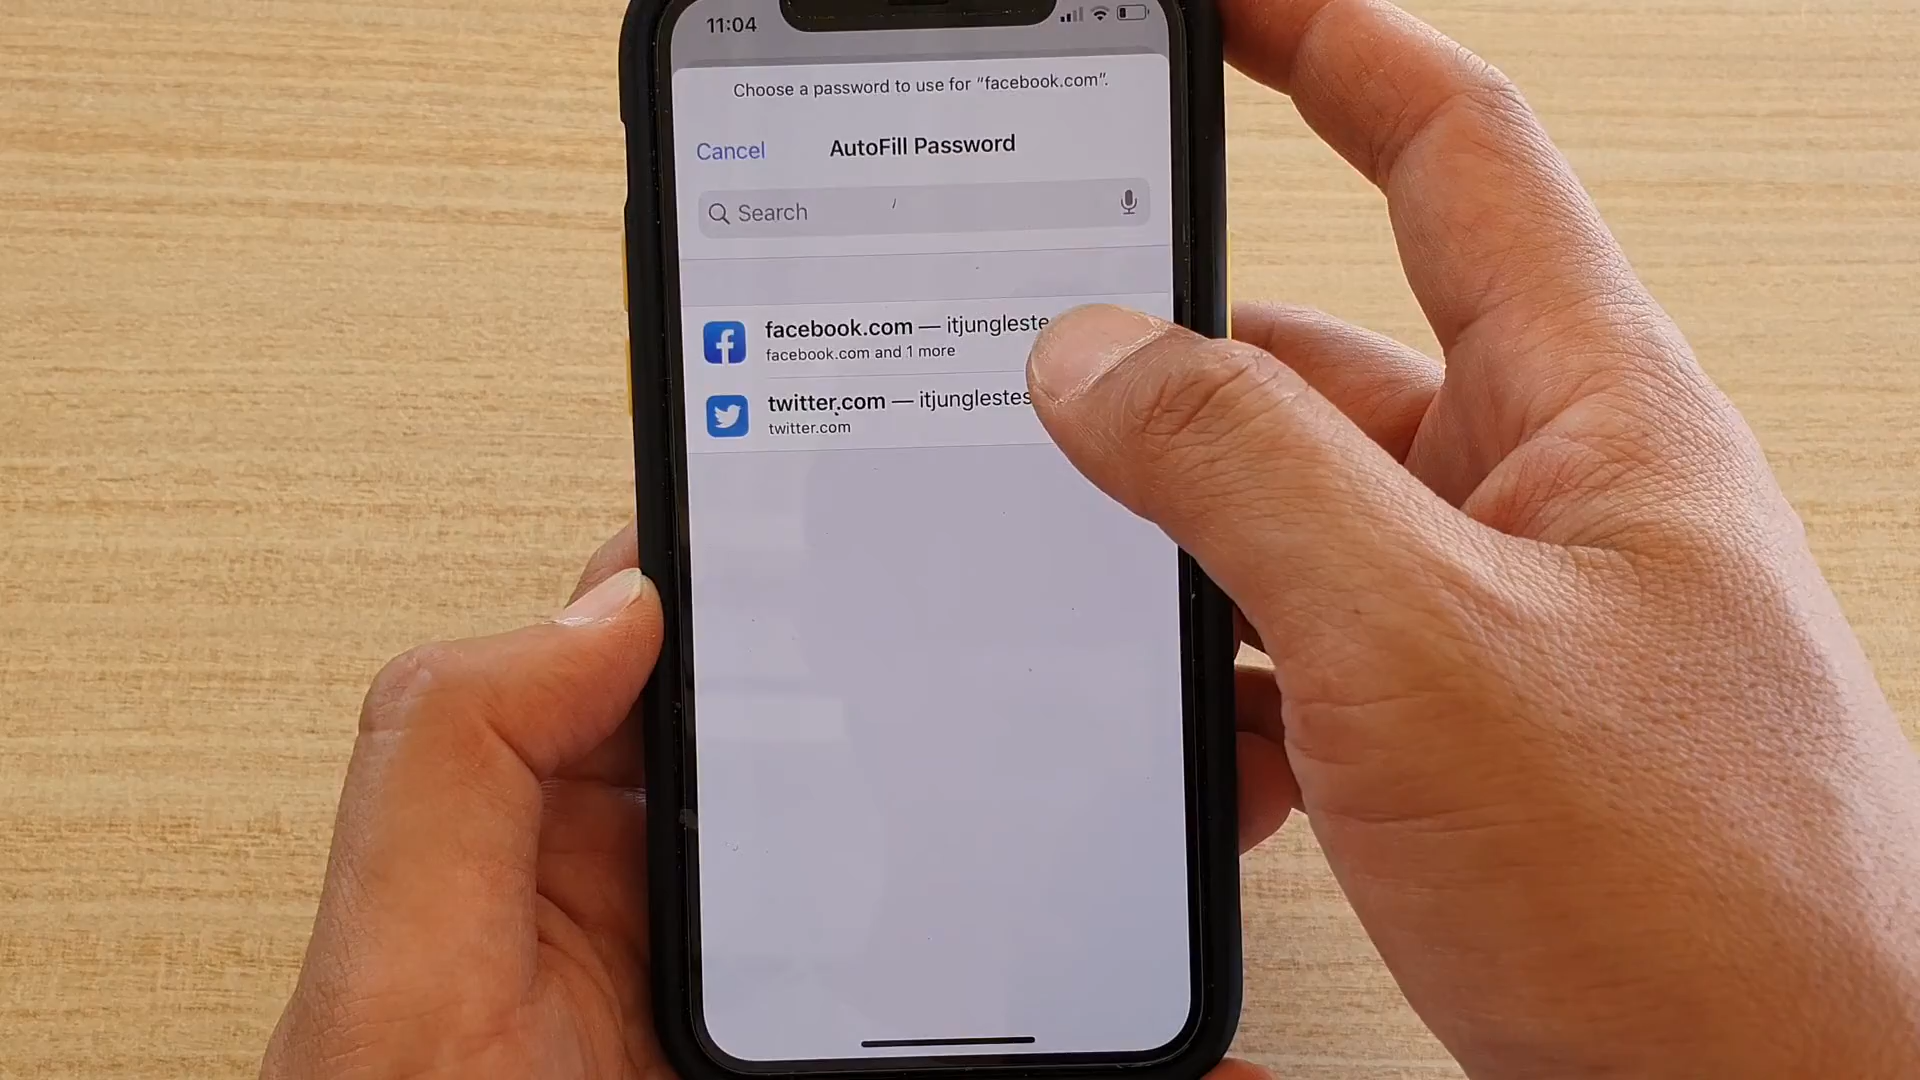 11:04
Choose a password to use for “facebook.com”.
Cancel
AutoFill Password
Search
facebook.com — itjungleste
facebook.com and 1 more
twitter.com — itjunglestes
twitter.com